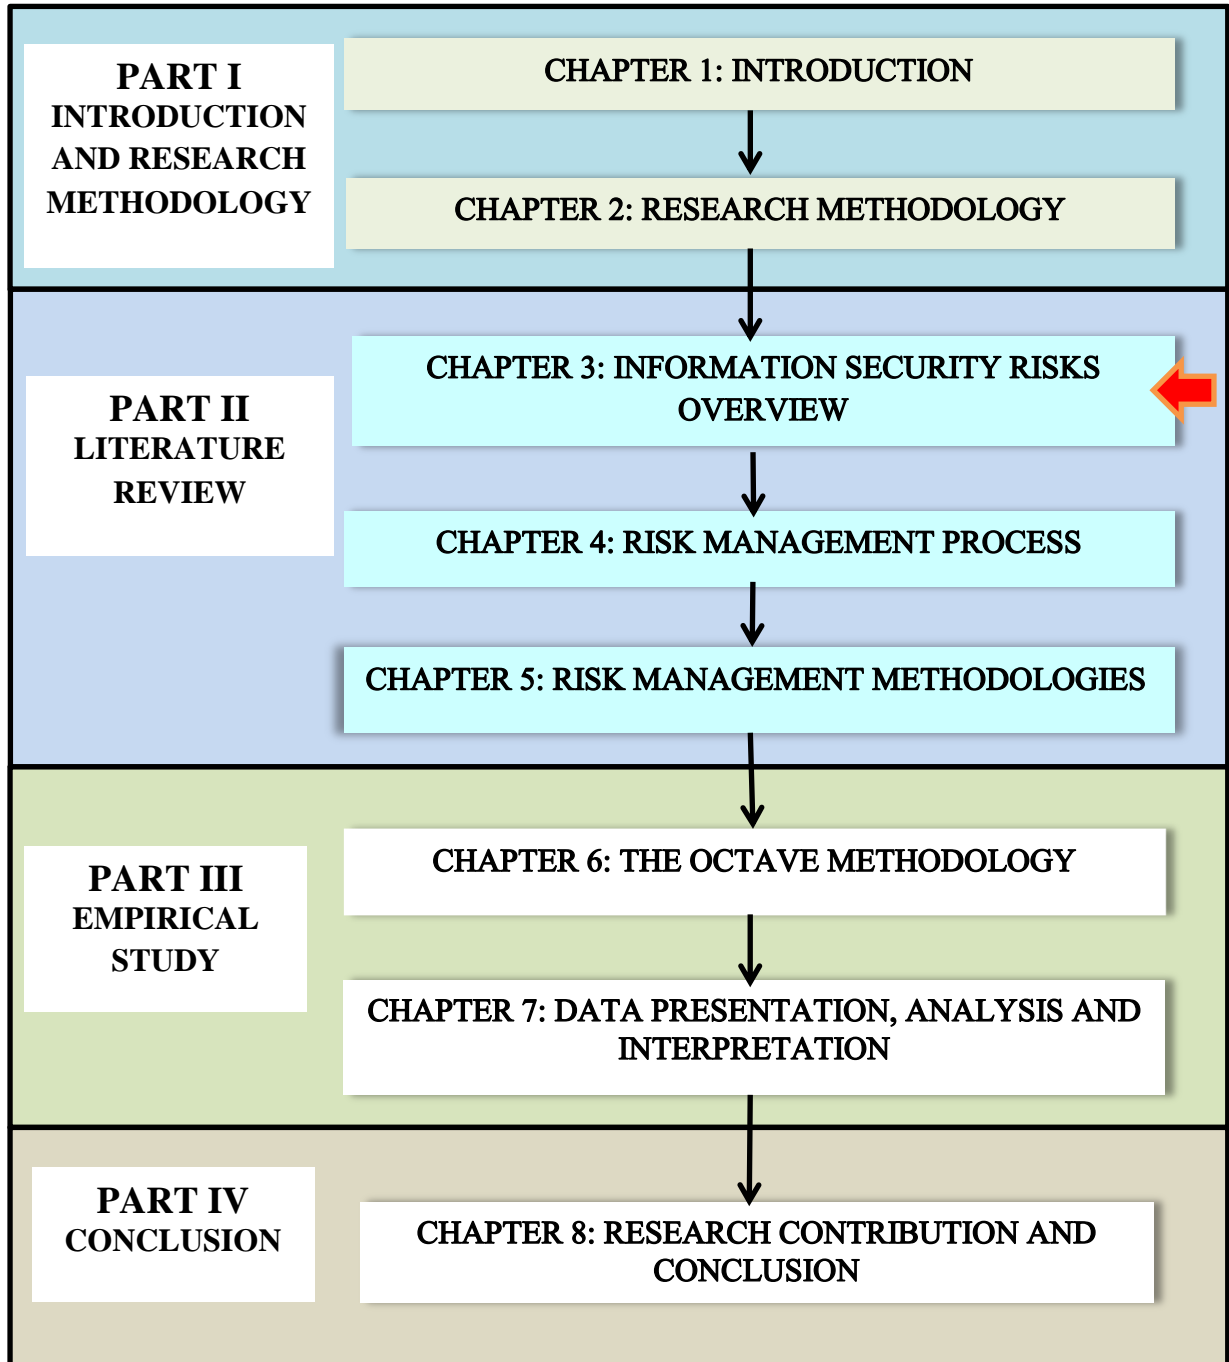 PART I
INTRODUCTION
AND RESEARCH
METHODOLOGY
CHAPTER 1: INTRODUCTION
CHAPTER 2: RESEARCH METHODOLOGY
PART II
LITERATURE
REVIEW
CHAPTER 3: INFORMATION SECURITY RISKS
OVERVIEW
CHAPTER 4: RISK MANAGEMENT PROCESS
CHAPTER 5: RISK MANAGEMENT METHODOLOGIES
PART III
EMPIRICAL
STUDY
CHAPTER 6: THE OCTAVE METHODOLOGY
CHAPTER 7: DATA PRESENTATION, ANALYSIS AND
INTERPRETATION
PART IV
CONCLUSION
CHAPTER 8: RESEARCH CONTRIBUTION AND
CONCLUSION